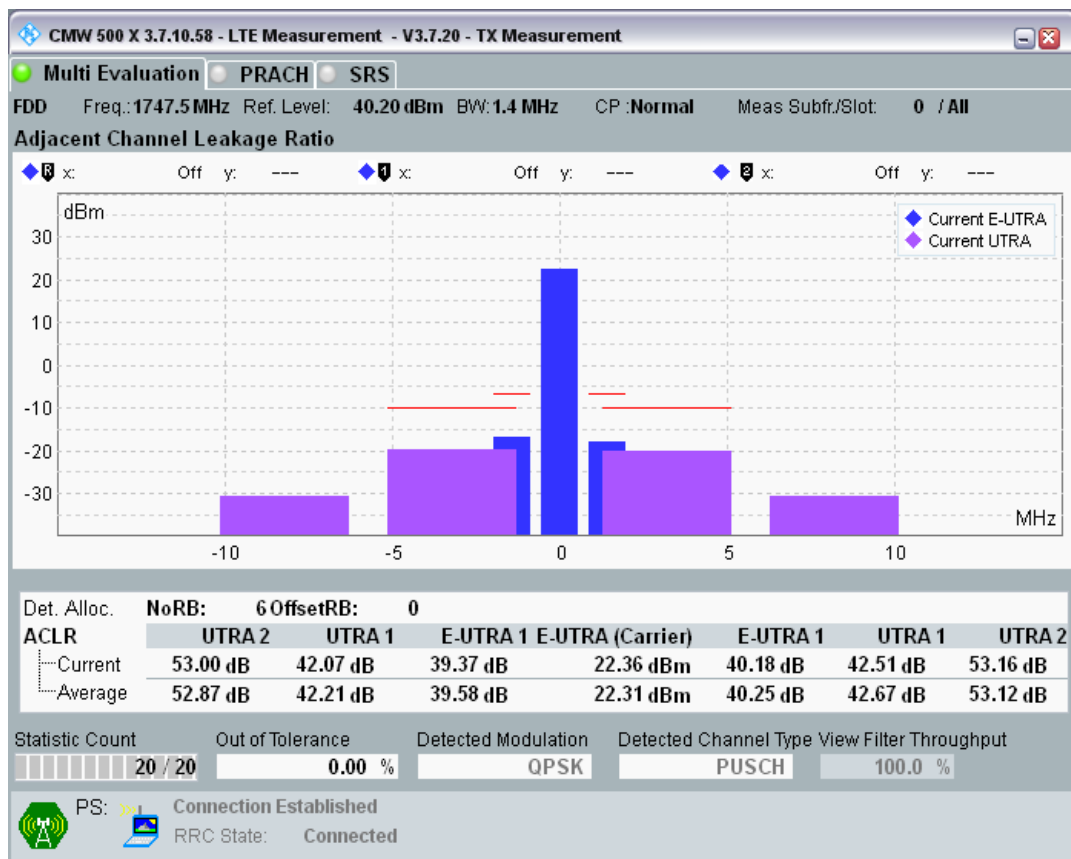 CMW 500 X 3.7.10.58 - LTE Measurement - V3.7.20 - TX Measurement
Multi Evaluation PRACH SRS
FDD Freq.:1747.5 MHz Ref. Level: 40.20 dBm BW:1.4 MHz CP :Normal Meas Subfr./Slot: 0 / All
Adjacent Channel Leakage Ratio
R x: Off y: --- 1 x: Off y: --- 2 x: Off y: ---
dBm
Current E-UTRA
Current UTRA
30
20
10
0
-10
-20
-30
MHz
-10 -5 0 5 10
Det. Alloc. NoRB: 6 OffsetRB: 0
ACLR UTRA 2 UTRA 1 E-UTRA 1 E-UTRA (Carrier) E-UTRA 1 UTRA 1 UTRA 2
Current 53.00 dB 42.07 dB 39.37 dB 22.36 dBm 40.18 dB 42.51 dB 53.16 dB
Average 52.87 dB 42.21 dB 39.58 dB 22.31 dBm 40.25 dB 42.67 dB 53.12 dB
Statistic Count Out of Tolerance Detected Modulation Detected Channel Type View Filter Throughput
20 / 20 0.00 % QPSK PUSCH 100.0 %
PS: Connection Established
RRC State: Connected